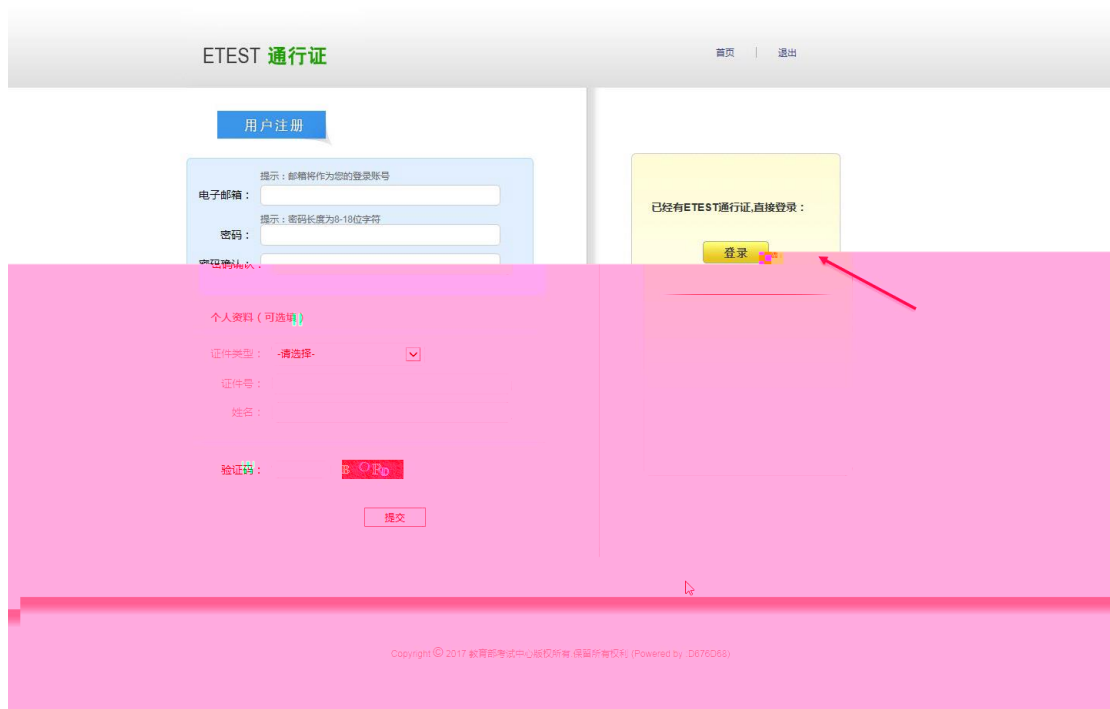 ETEST 通行证
首页 | 退出
用户注册
提示：邮箱将作为您的登录账号
电子邮箱：
提示：密码长度为8-18位字符
密码：
密码确认：
个人资料（可选填）
证件类型： -请选择-
证件号：
姓名：
验证码：
提交
已经有ETEST通行证,直接登录：
登录
Copyright © 2017 教育部考试中心版权所有,保留所有权利 (Powered by :D676D68)